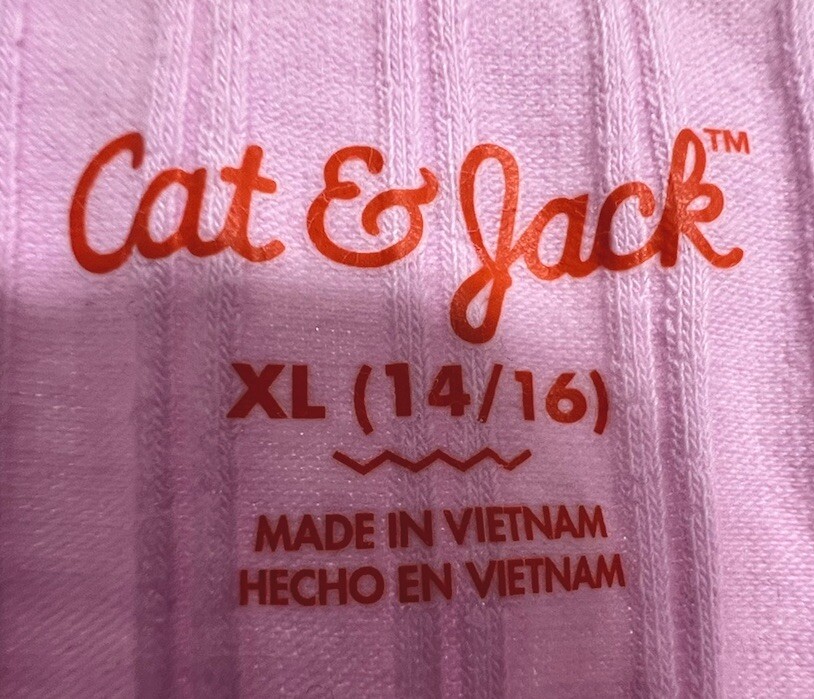 Cat & Jack™
XL (14/16)
MADE IN VIETNAM
HECHO EN VIETNAM